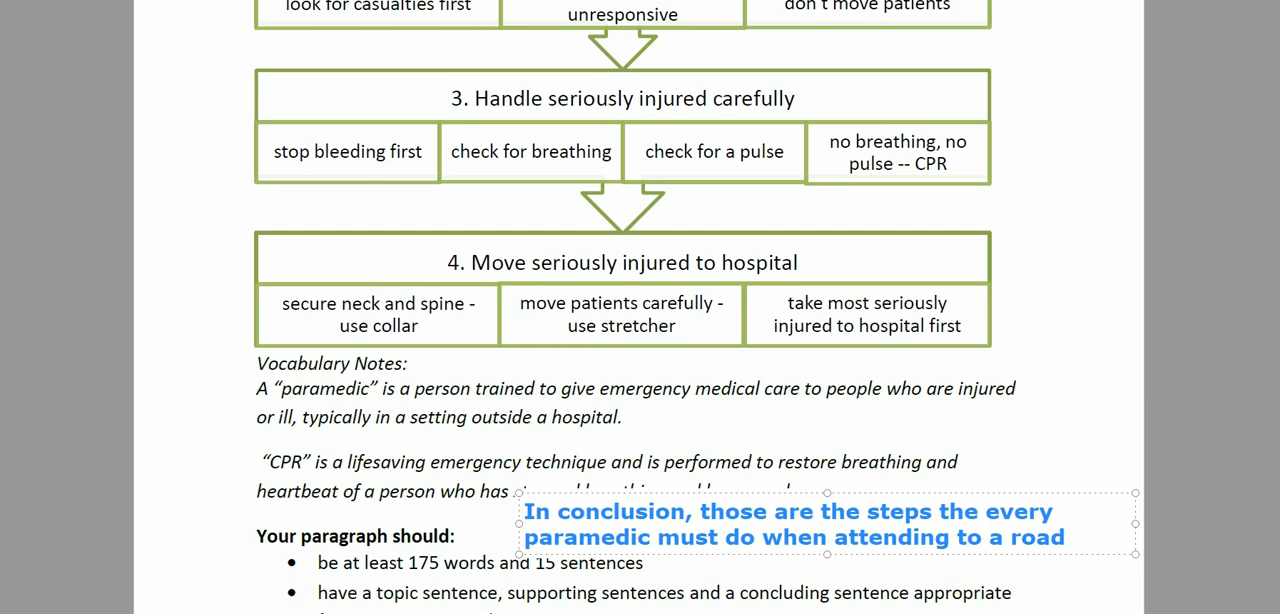 look for casualties first
unresponsive
don't move patients
3. Handle seriously injured carefully
stop bleeding first
check for breathing
check for a pulse
no breathing, no
pulse -- CPR
4. Move seriously injured to hospital
secure neck and spine -
use collar
move patients carefully -
use stretcher
take most seriously
injured to hospital first
Vocabulary Notes:
A “paramedic” is a person trained to give emergency medical care to people who are injured
or ill, typically in a setting outside a hospital.
“CPR” is a lifesaving emergency technique and is performed to restore breathing and
heartbeat of a person who has
In conclusion, those are the steps the every
paramedic must do when attending to a road
Your paragraph should:
• be at least 175 words and 15 sentences
• have a topic sentence, supporting sentences and a concluding sentence appropriate